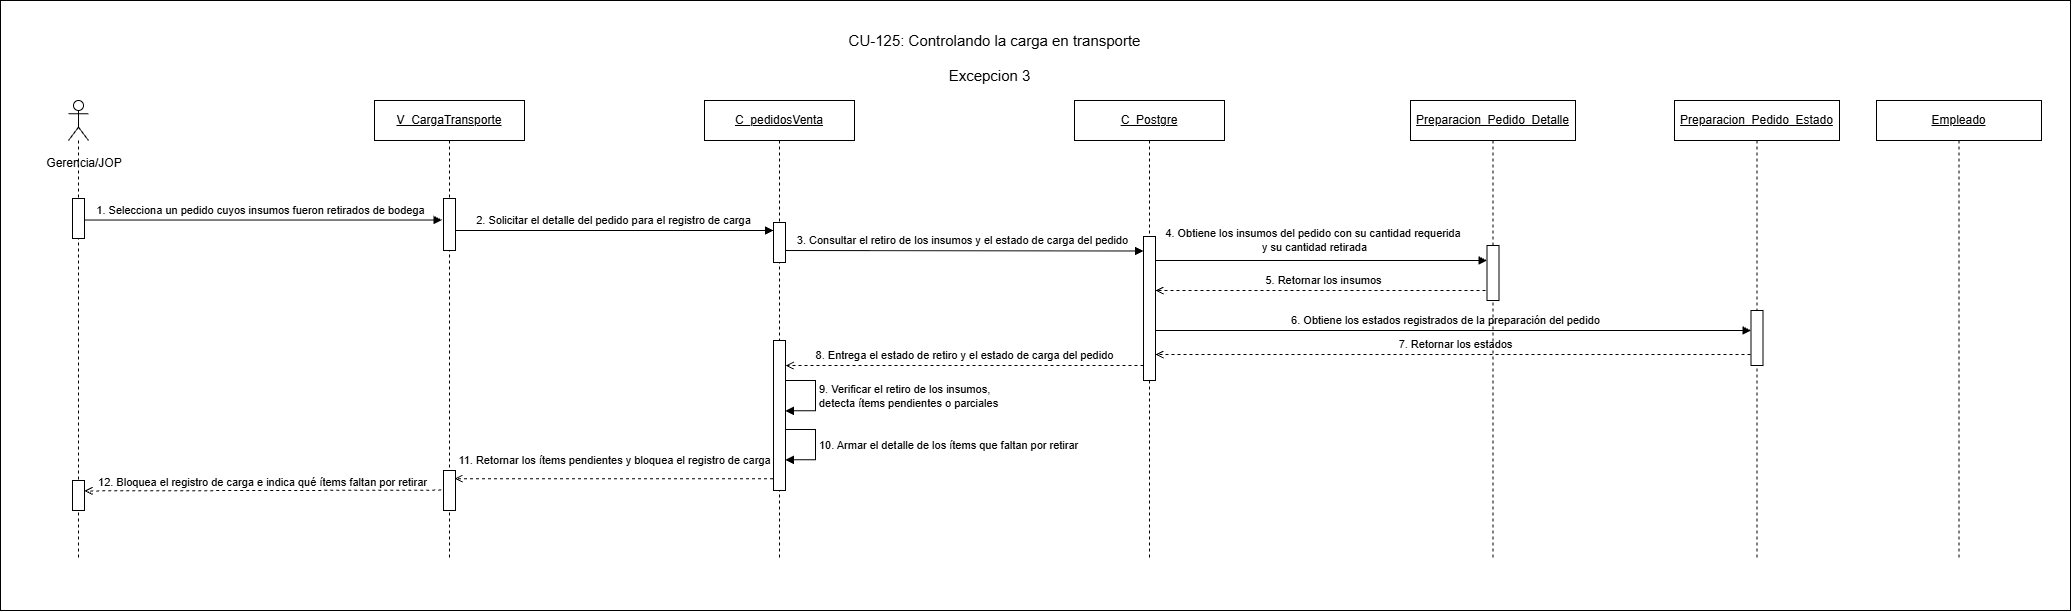 CU-125: Controlando la carga en transporte
Excepcion 3
Gerencia/JOP
V_CargaTransporte
C_pedidosVenta
C_Postgre
Preparacion_Pedido_Detalle
Preparacion_Pedido_Estado
Empleado
1. Selecciona un pedido cuyos insumos fueron retirados de bodega
2. Solicitar el detalle del pedido para el registro de carga
3. Consultar el retiro de los insumos y el estado de carga del pedido
4. Obtiene los insumos del pedido con su cantidad requerida
y su cantidad retirada
5. Retornar los insumos
6. Obtiene los estados registrados de la preparación del pedido
7. Retornar los estados
8. Entrega el estado de retiro y el estado de carga del pedido
9. Verificar el retiro de los insumos,
detecta ítems pendientes o parciales
10. Armar el detalle de los ítems que faltan por retirar
11. Retornar los ítems pendientes y bloquea el registro de carga
12. Bloquea el registro de carga e indica qué ítems faltan por retirar